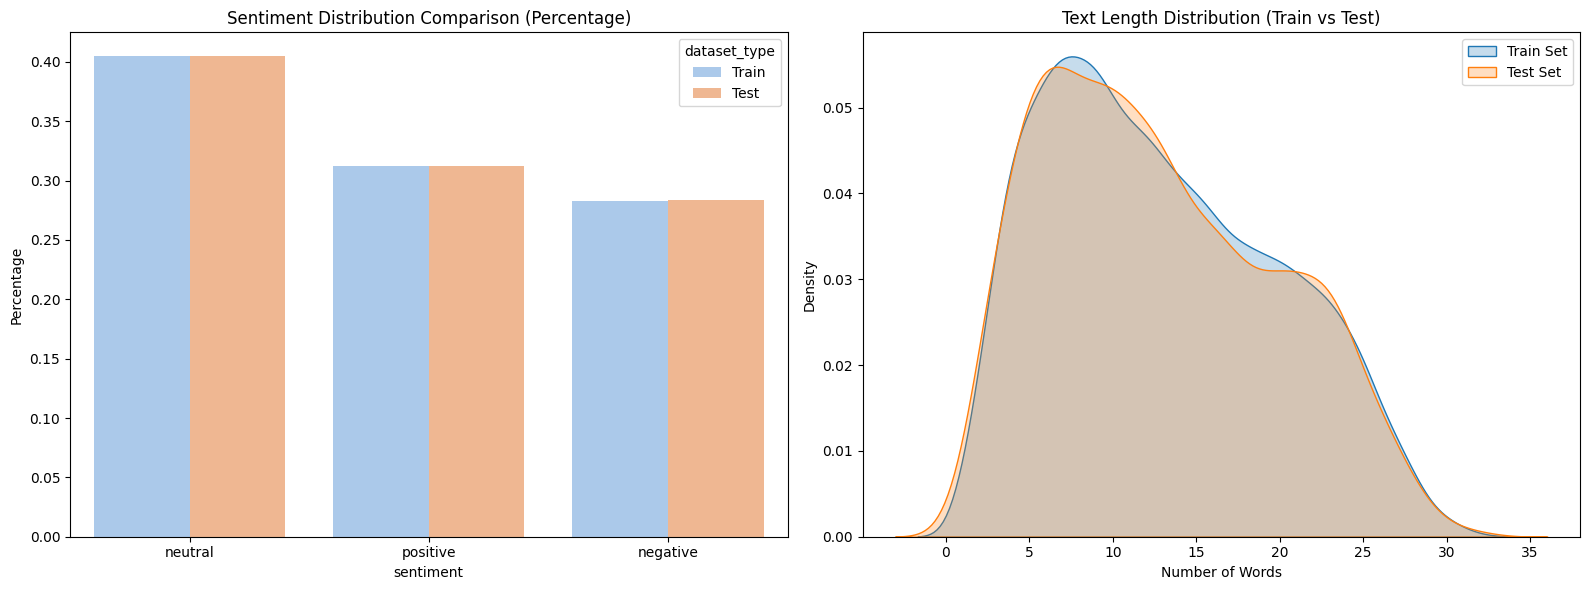 Sentiment Distribution Comparison (Percentage)
dataset_type
Train
Test
0.40
0.35
0.30
0.25
0.20
0.15
0.10
0.05
0.00
Percentage
neutral
positive
negative
sentiment
Text Length Distribution (Train vs Test)
Train Set
Test Set
0.05
0.04
0.03
0.02
0.01
0.00
Density
0
5
10
15
20
25
30
35
Number of Words